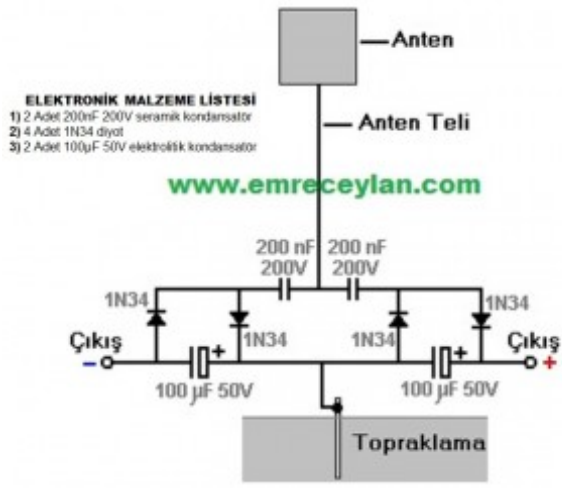 Anten
ELEKTRONİK MALZEME LİSTESİ
1) 2 Adet 200nF 200V seramik kondansatör
2) 4 Adet 1N34 diyot
3) 2 Adet 100µF 50V elektrolitik kondansatör
Anten Teli
www.emreceylan.com
200 nF 200 nF
200V 200V
1N34 1N34
1N34 1N34
Çıkış Çıkış
- + + +
100 µF 50V 100 µF 50V
Topraklama